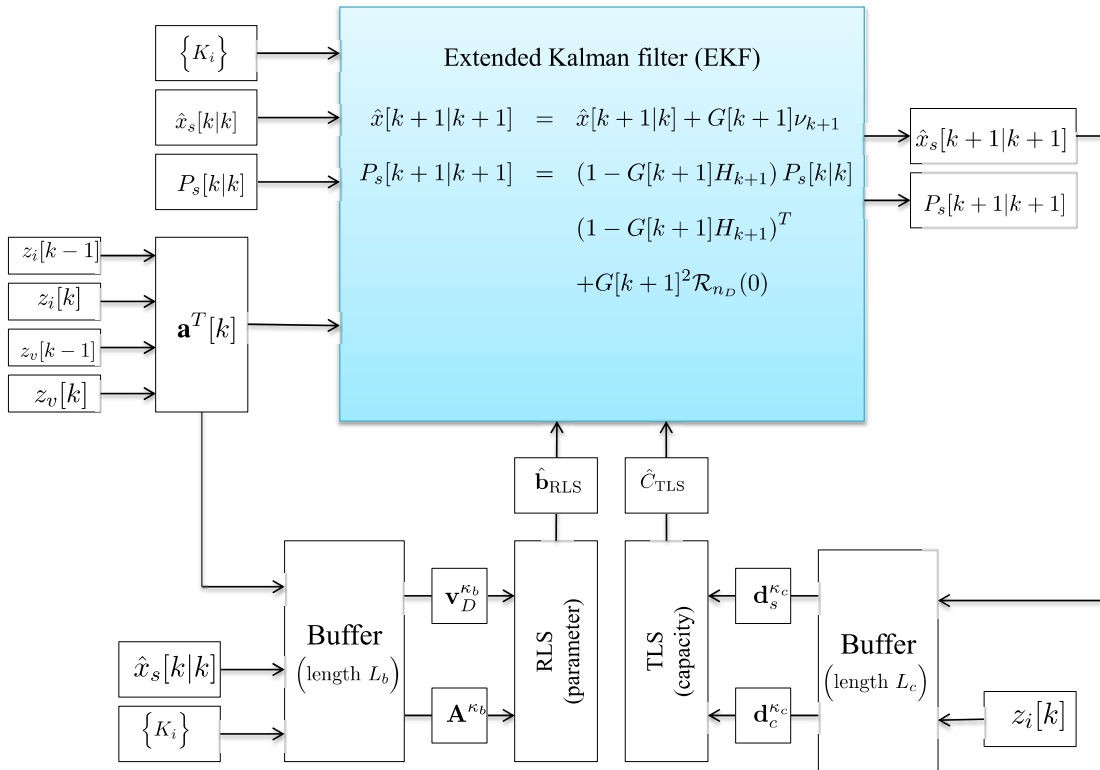 {K_i}
Extended Kalman filter (EKF)
x̂_s[k|k]
x̂[k + 1|k + 1] = x̂[k + 1|k] + G[k + 1]ν_{k+1}
x̂_s[k + 1|k + 1]
P_s[k|k]
P_s[k + 1|k + 1] = (1 − G[k + 1]H_{k+1}) P_s[k|k]
P_s[k + 1|k + 1]
(1 − G[k + 1]H_{k+1})^T
+G[k + 1]^2 ℛ_{n_D}(0)
z_i[k−1]
z_i[k]
z_v[k−1]
z_v[k]
𝐚^T[k]
𝐛̂_RLS
Ĉ_TLS
Buffer
(length L_b)
𝐯_D^{κ_b}
𝐀^{κ_b}
RLS
(parameter)
TLS
(capacity)
𝐝_s^{κ_c}
𝐝_c^{κ_c}
Buffer
(length L_c)
x̂_s[k|k]
{K_i}
z_i[k]